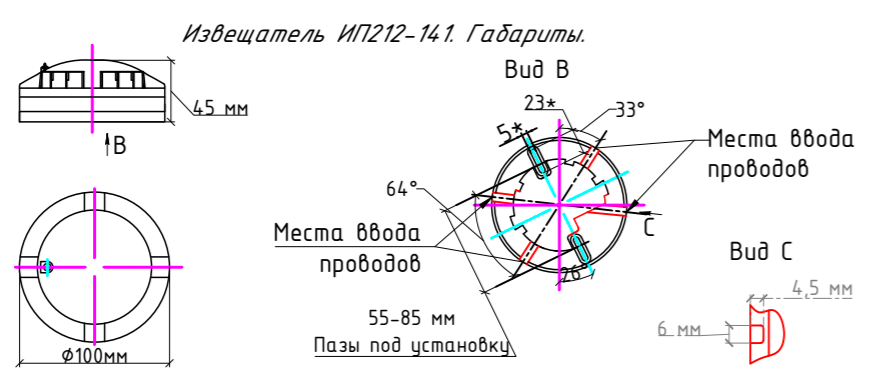 Извещатель ИП212-141. Габариты.
45 мм
В
Ø100мм
Вид В
23*
33°
5*
Места ввода
проводов
64°
Места ввода
проводов
С
26°
55-85 мм
Пазы под установку
Вид С
4,5 мм
6 мм